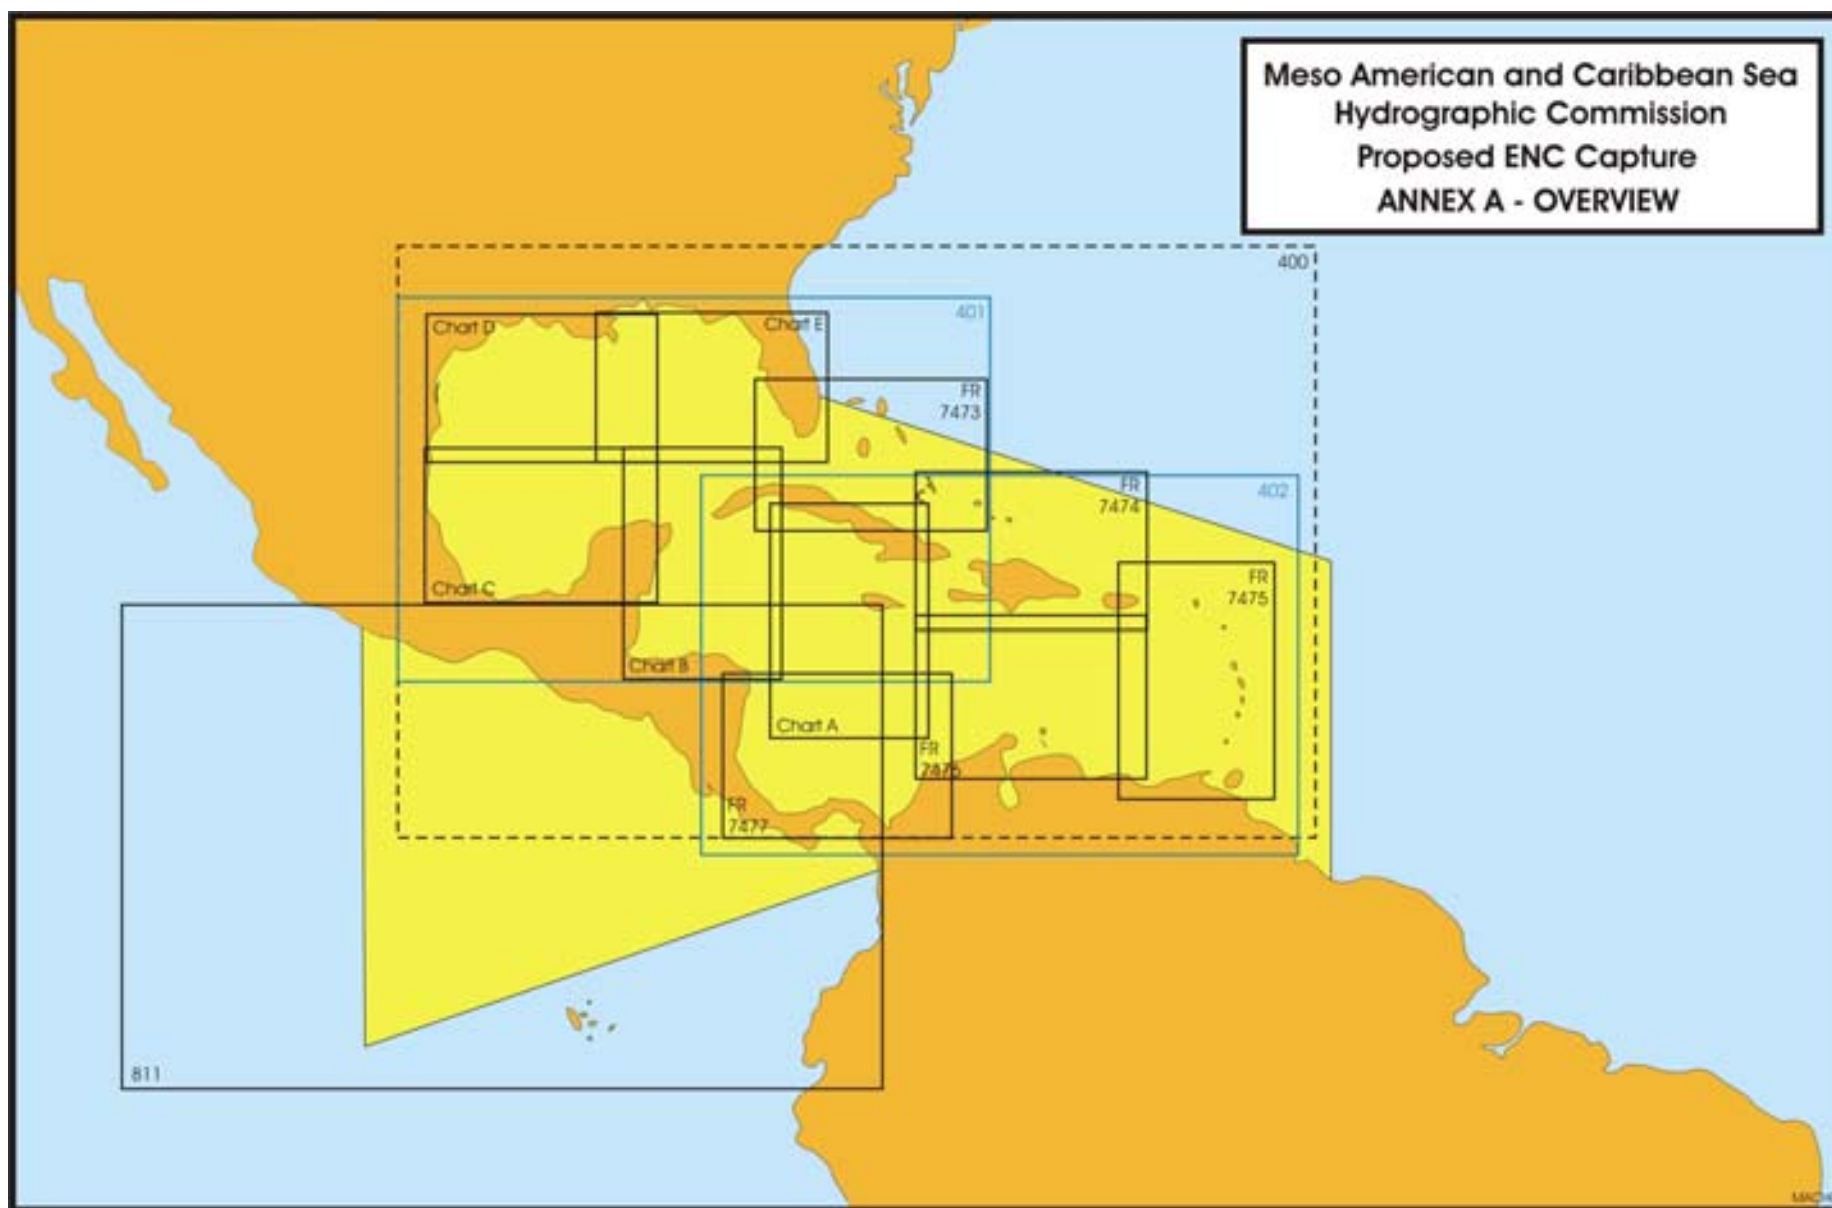 Meso American and Caribbean Sea
Hydrographic Commission
Proposed ENC Capture
ANNEX A - OVERVIEW
400
401
Chart D
Chart E
FR
7473
402
FR
7474
FR
7475
Chart C
Chart B
Chart A
FR
7476
FR
7477
811